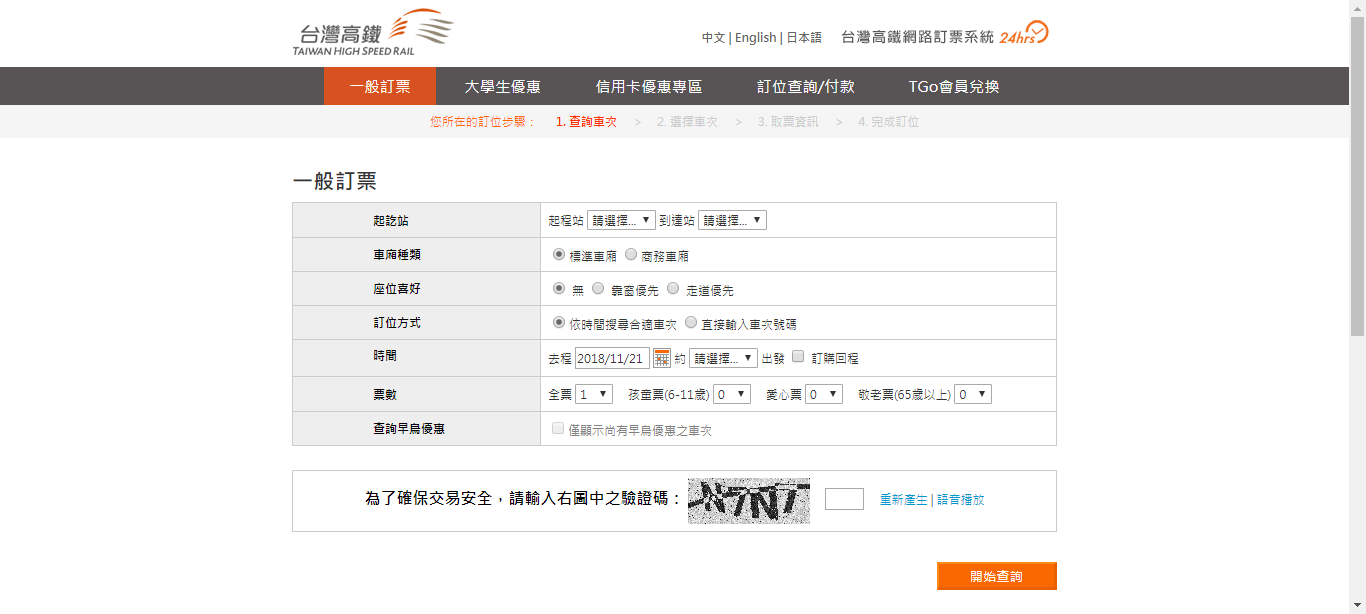 台灣高鐵
TAIWAN HIGH SPEED RAIL
中文 | English | 日本語
台灣高鐵網路訂票系統 24hrs
一般訂票 大學生優惠 信用卡優惠專區 訂位查詢/付款 TGo會員兌換
您所在的訂位步驟： 1. 查詢車次 > 2. 選擇車次 > 3. 取票資訊 > 4. 完成訂位
一般訂票
起訖站 起程站 請選擇... 到達站 請選擇...
車廂種類 標準車廂 商務車廂
座位喜好 無 靠窗優先 走道優先
訂位方式 依時間搜尋合適車次 直接輸入車次號碼
時間 去程 2018/11/21 約 請選擇... 出發 訂購回程
票數 全票 1 孩童票(6-11歲) 0 愛心票 0 敬老票(65歲以上) 0
查詢早鳥優惠 僅顯示尚有早鳥優惠之車次
為了確保交易安全，請輸入右圖中之驗證碼：
重新產生 | 語音播放
開始查詢